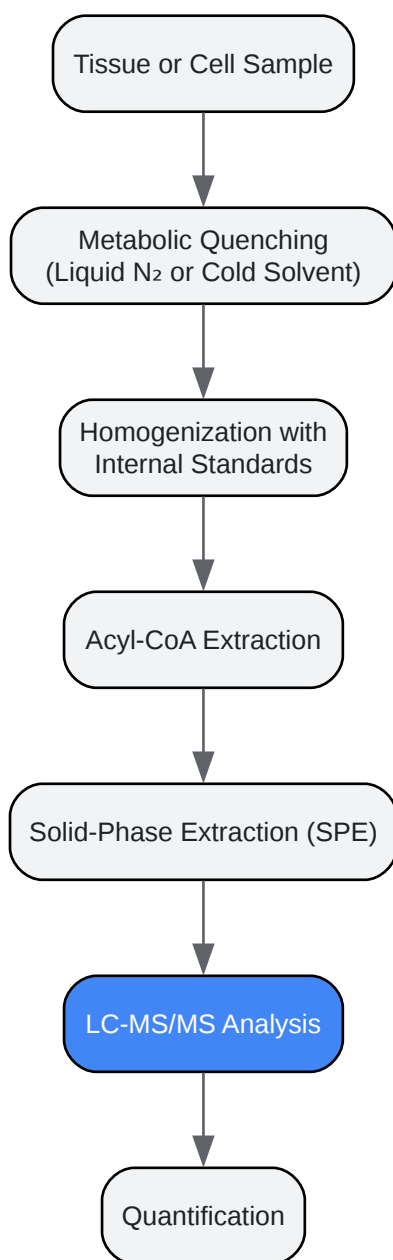 Tissue or Cell Sample
Metabolic Quenching
(Liquid N₂ or Cold Solvent)
Homogenization with
Internal Standards
Acyl-CoA Extraction
Solid-Phase Extraction (SPE)
LC-MS/MS Analysis
Quantification